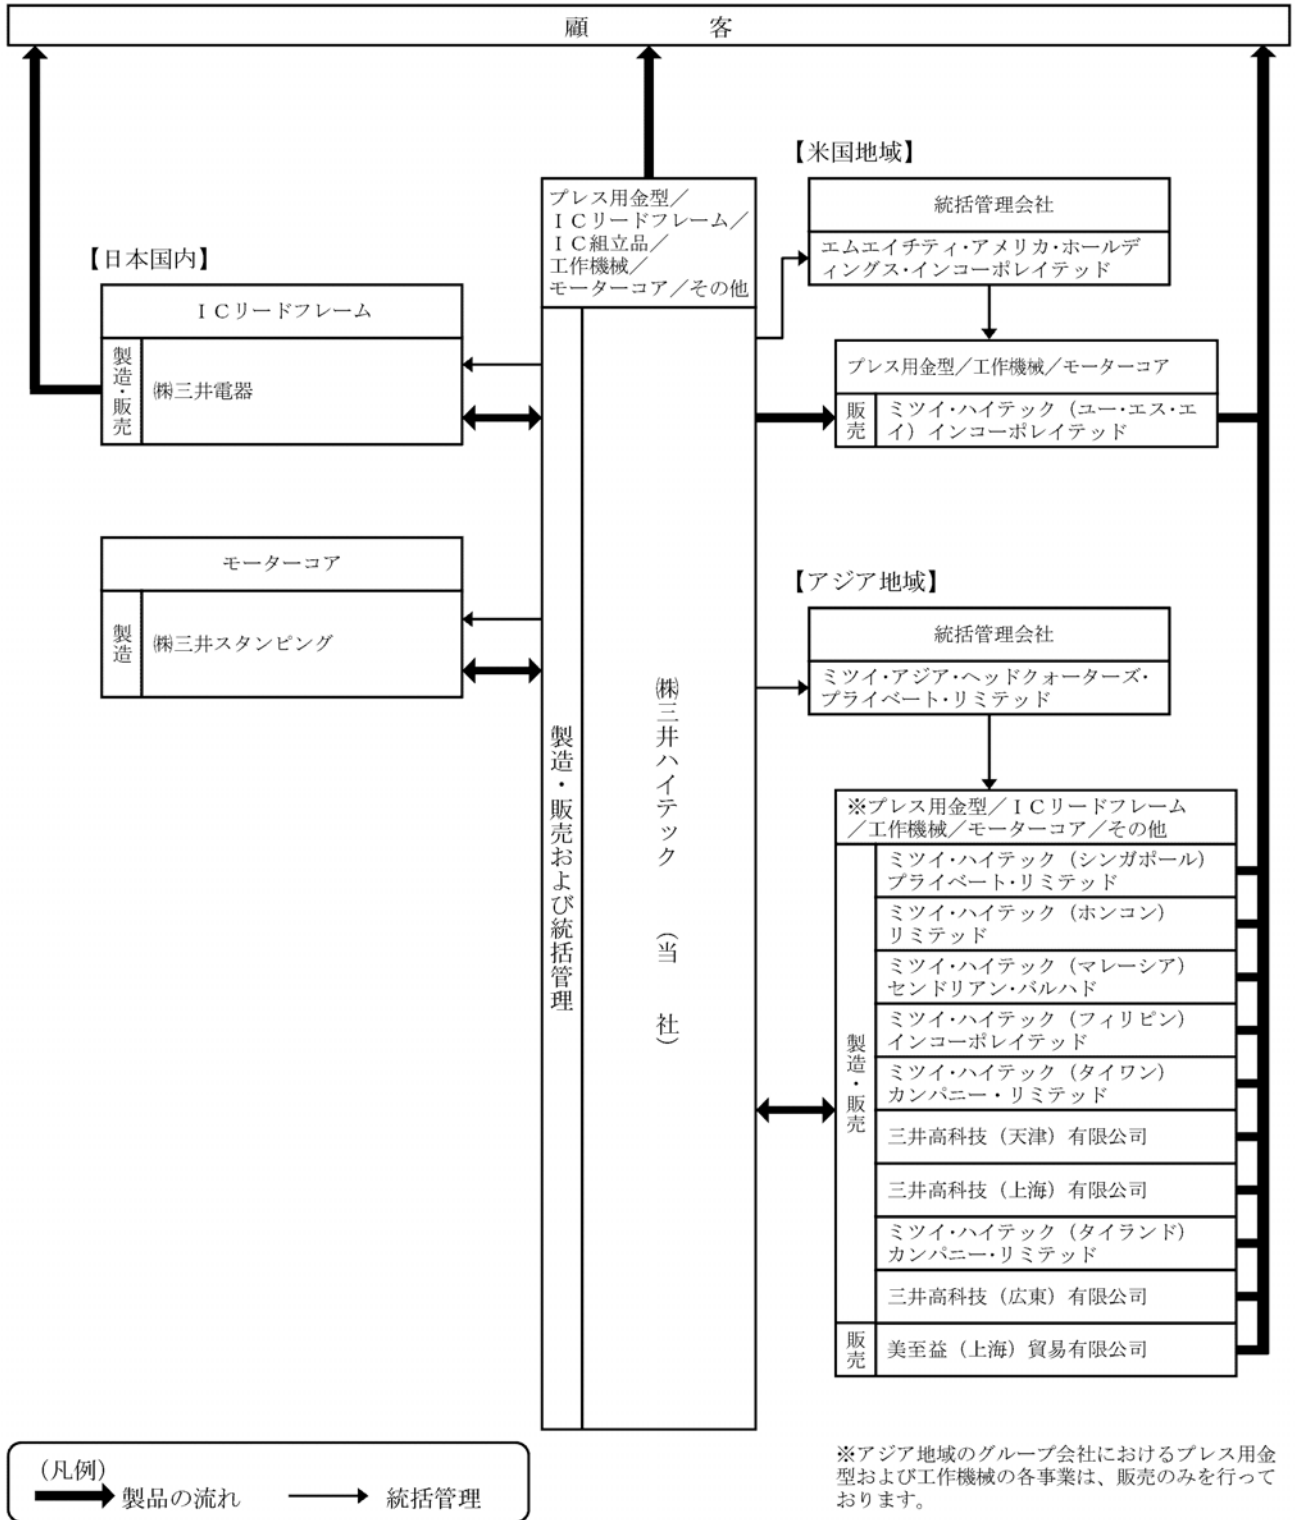 顧客
【日本国内】
ＩＣリードフレーム
製造・販売
㈱三井電器
モーターコア
製造
㈱三井スタンピング
プレス用金型／
ＩＣリードフレーム／
ＩＣ組立品／
工作機械／
モーターコア／その他
製造・販売および統括管理
㈱三井ハイテック（当社）
【米国地域】
統括管理会社
エムエイチティ・アメリカ・ホールデ
ィングス・インコーポレイテッド
プレス用金型／工作機械／モーターコア
販売
ミツイ・ハイテック（ユー・エス・エ
イ）インコーポレイテッド
【アジア地域】
統括管理会社
ミツイ・アジア・ヘッドクォーターズ・
プライベート・リミテッド
※プレス用金型／ＩＣリードフレーム
／工作機械／モーターコア／その他
製造・販売
ミツイ・ハイテック（シンガポール）
プライベート・リミテッド
ミツイ・ハイテック（ホンコン）
リミテッド
ミツイ・ハイテック（マレーシア）
センドリアン・バルハド
ミツイ・ハイテック（フィリピン）
インコーポレイテッド
ミツイ・ハイテック（タイワン）
カンパニー・リミテッド
三井高科技（天津）有限公司
三井高科技（上海）有限公司
ミツイ・ハイテック（タイランド）
カンパニー・リミテッド
三井高科技（広東）有限公司
販売
美至益（上海）貿易有限公司
（凡例）
製品の流れ
統括管理
※アジア地域のグループ会社におけるプレス用金
型および工作機械の各事業は、販売のみを行って
おります。